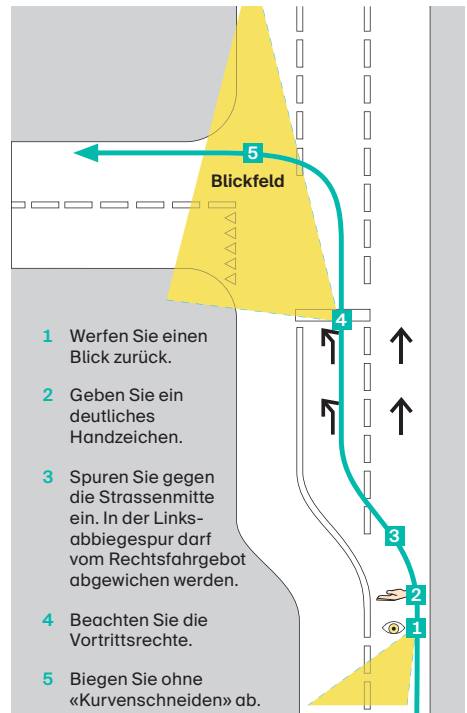 5
Blickfeld
4
1 Werfen Sie einen
Blick zurück.
2 Geben Sie ein
deutliches
Handzeichen.
3 Spuren Sie gegen
die Strassenmitte
ein. In der Links-
abbiegespur darf
vom Rechtsfahrgebot
abgewichen werden.
4 Beachten Sie die
Vortrittsrechte.
5 Biegen Sie ohne
«Kurvenschneiden» ab.
3
2
1